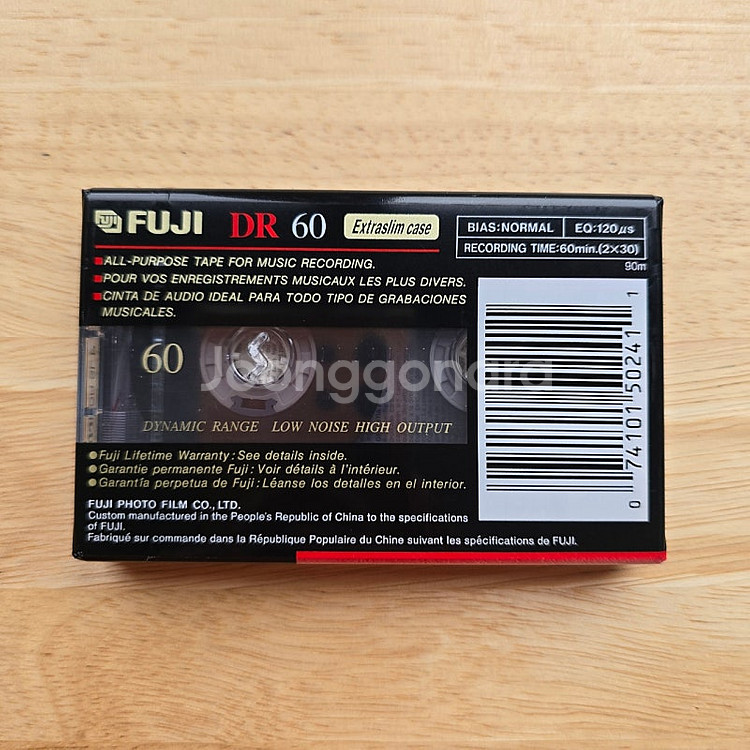 FUJI FUJI DR 60 Extraslim case
BIAS:NORMAL EQ:120μs
RECORDING TIME:60min.(2×30)
90m
■ALL-PURPOSE TAPE FOR MUSIC RECORDING.
■POUR VOS ENREGISTREMENTS MUSICAUX LES PLUS DIVERS.
■CINTA DE AUDIO IDEAL PARA TODO TIPO DE GRABACIONES
MUSICALES.
60
Joonggonara
DYNAMIC RANGE LOW NOISE HIGH OUTPUT
●Fuji Lifetime Warranty: See details inside.
●Garantie permanente Fuji: Voir détails à l'intérieur.
●Garantía perpetua de Fuji: Léanse los detalles en el interior.
FUJI PHOTO FILM CO., LTD.
Custom manufactured in the People's Republic of China to the specifications
of FUJI.
Fabriqué sur commande dans la République Populaire du Chine suivant les spécifications de FUJI.
0 74101 50241 1